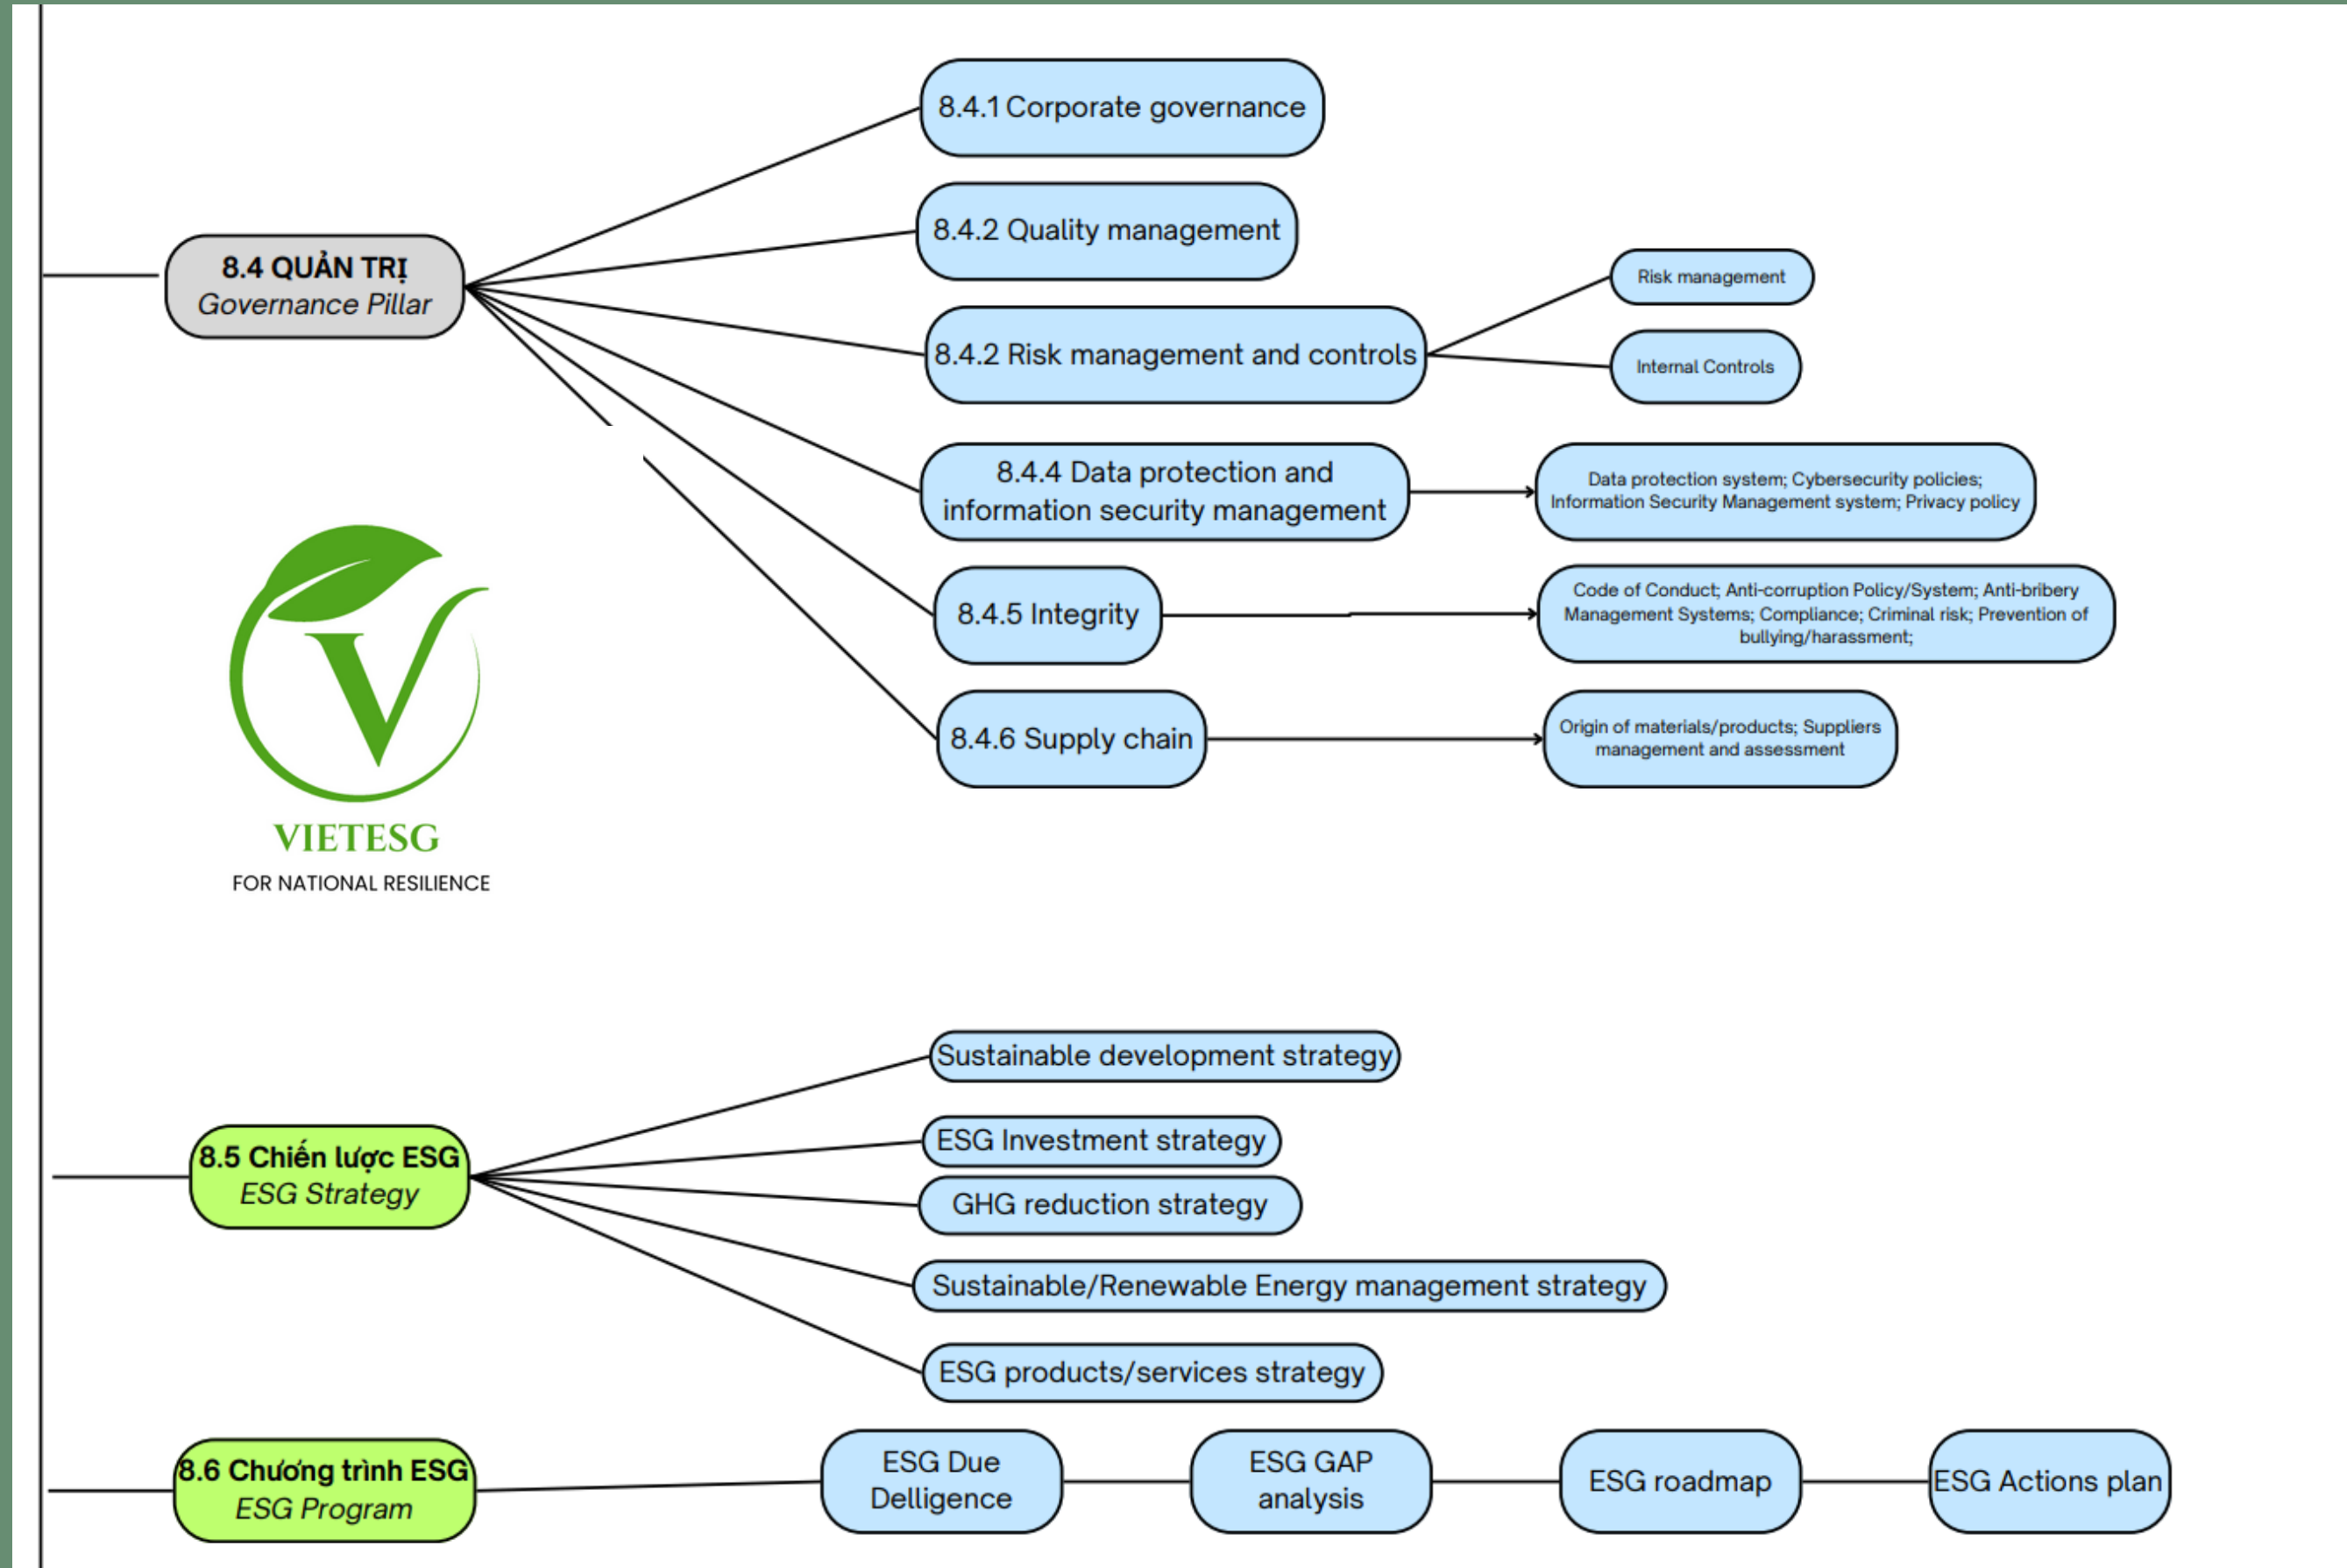 8.4.1 Corporate governance
8.4.2 Quality management
8.4 QUẢN TRỊ
Governance Pillar
8.4.2 Risk management and controls
Risk management
Internal Controls
8.4.4 Data protection and
information security management
Data protection system; Cybersecurity policies;
Information Security Management system; Privacy policy
8.4.5 Integrity
Code of Conduct; Anti-corruption Policy/System; Anti-bribery
Management Systems; Compliance; Criminal risk; Prevention of
bullying/harassment;
8.4.6 Supply chain
Origin of materials/products; Suppliers
management and assessment
V
VIETESG
FOR NATIONAL RESILIENCE
8.5 Chiến lược ESG
ESG Strategy
Sustainable development strategy
ESG Investment strategy
GHG reduction strategy
Sustainable/Renewable Energy management strategy
ESG products/services strategy
8.6 Chương trình ESG
ESG Program
ESG Due
Delligence
ESG GAP
analysis
ESG roadmap
ESG Actions plan